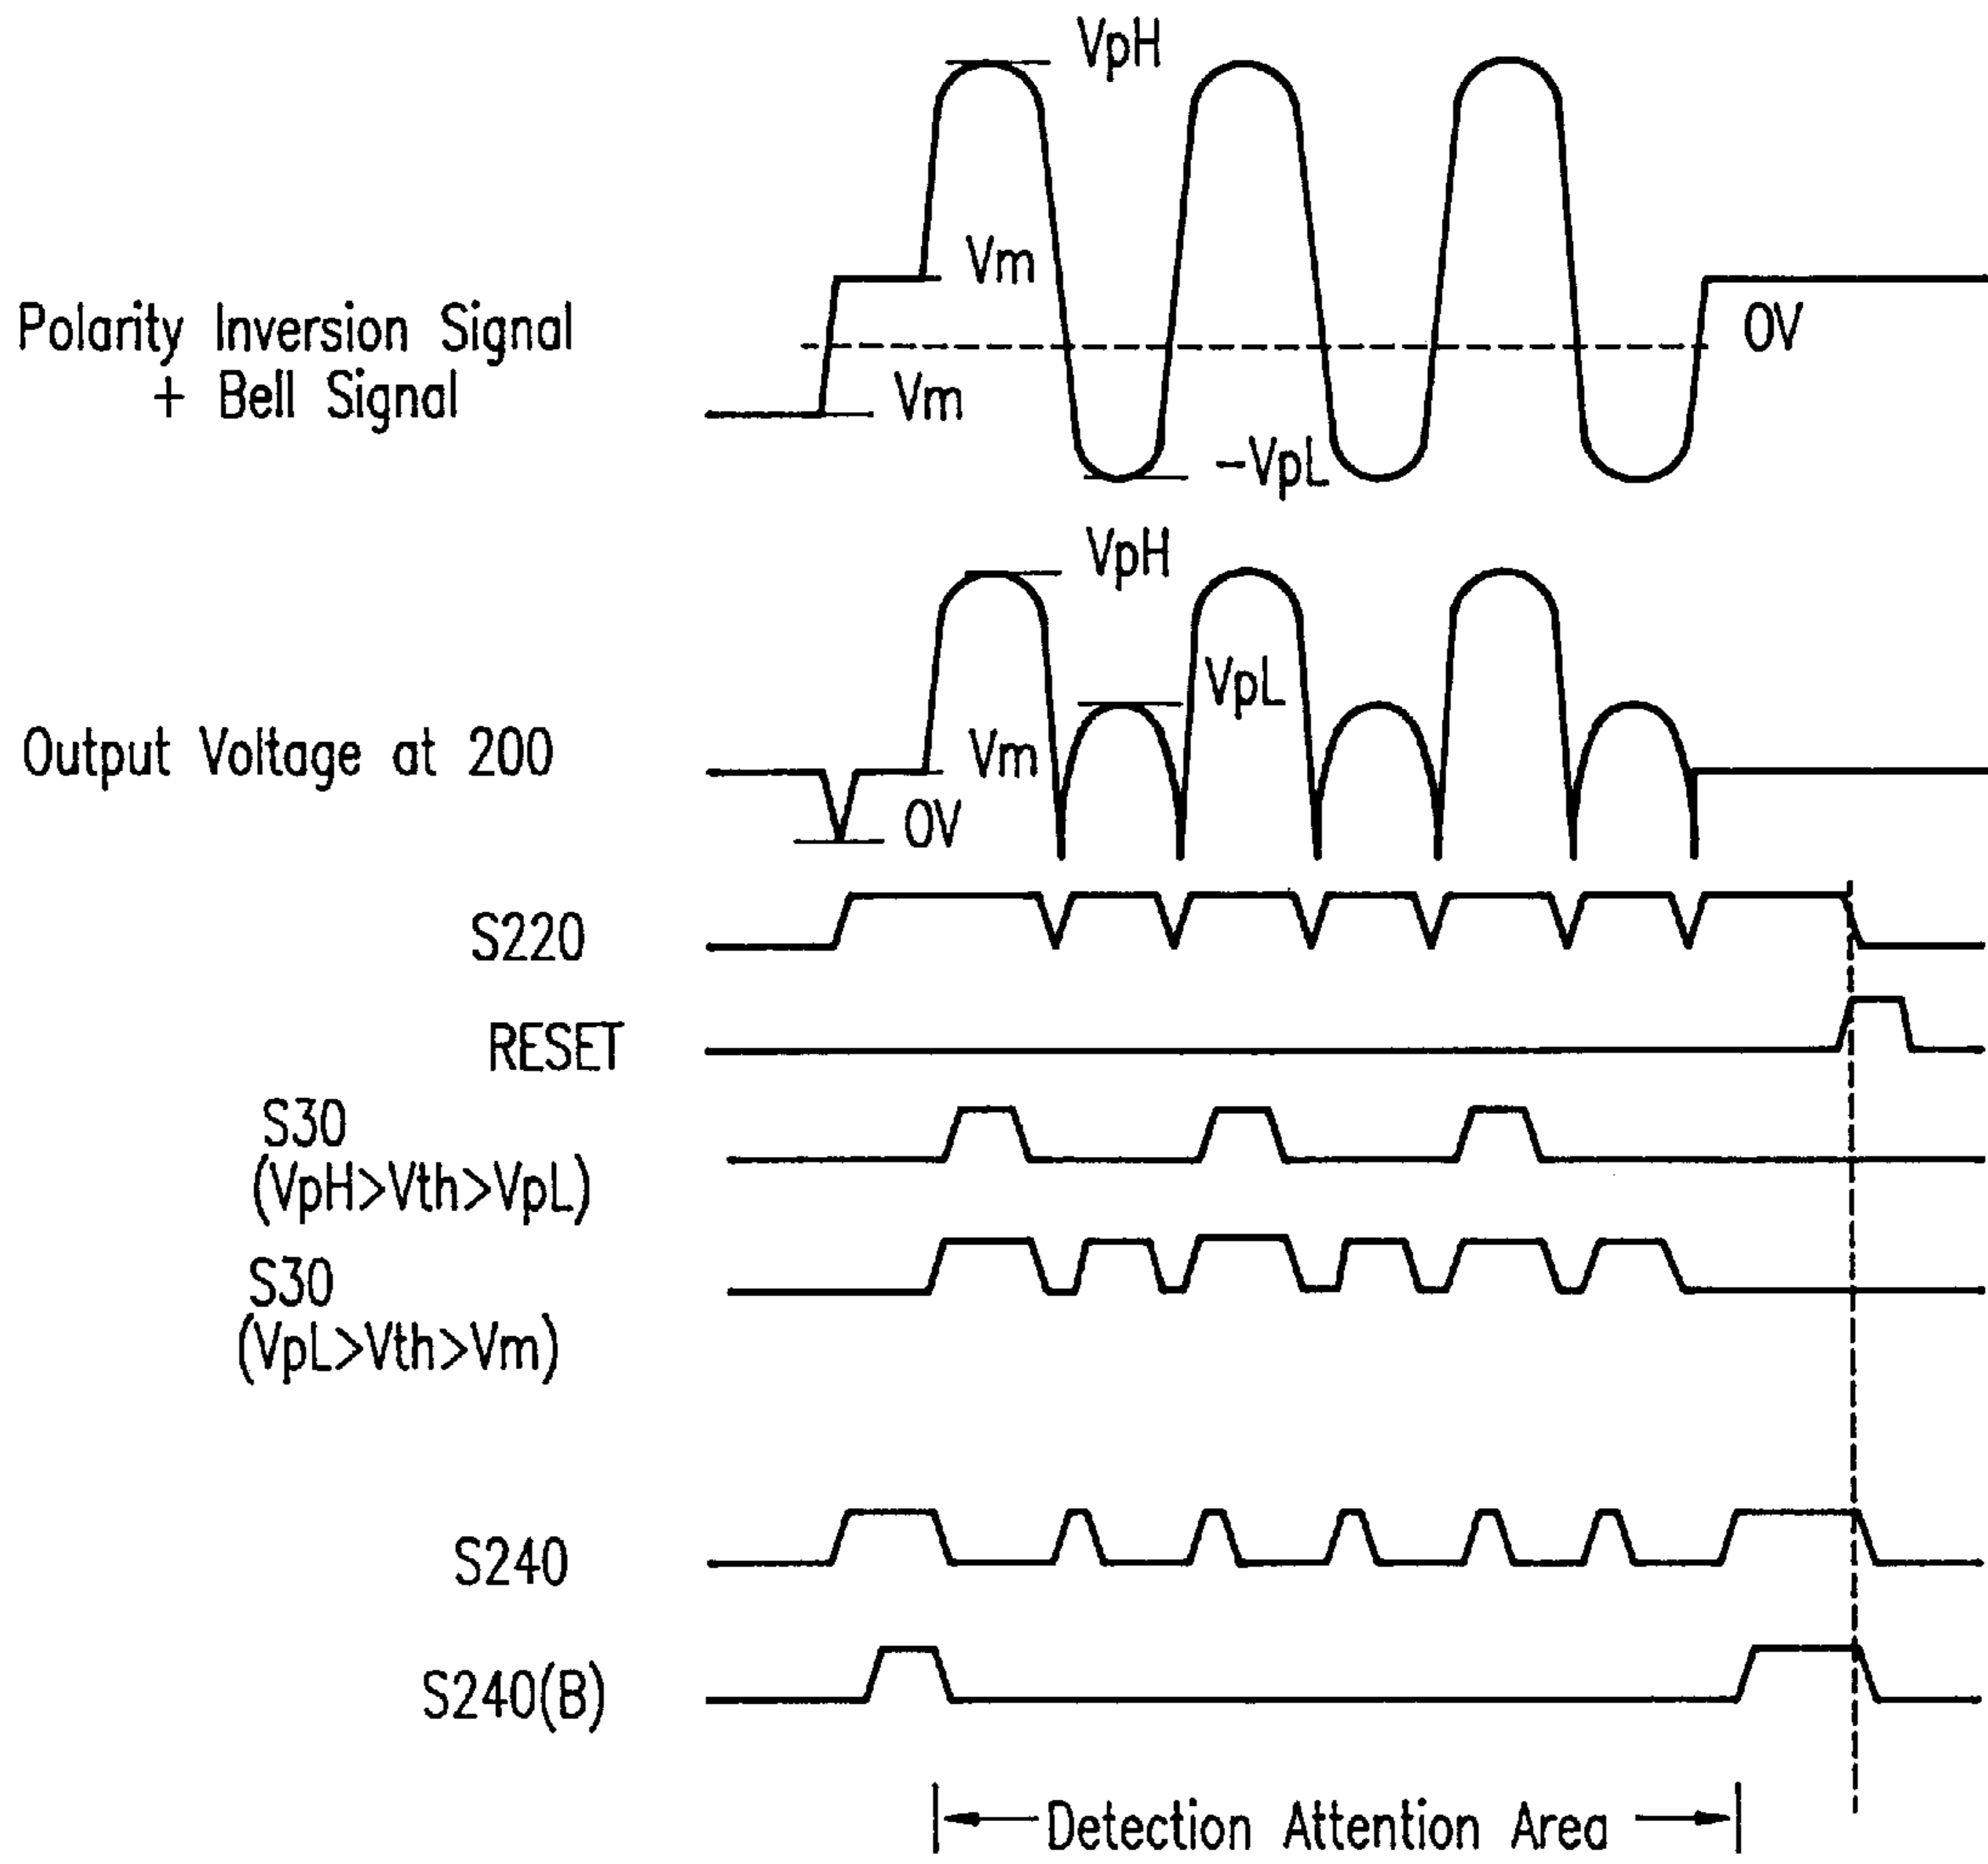 VpH
Vm
Polarity Inversion Signal
+ Bell Signal
0V
Vm
-VpL
VpH
VpL
Output Voltage at 200
Vm
0V
S220
RESET
S30
(VpH>Vth>VpL)
S30
(VpL>Vth>Vm)
S240
S240(B)
Detection Attention Area